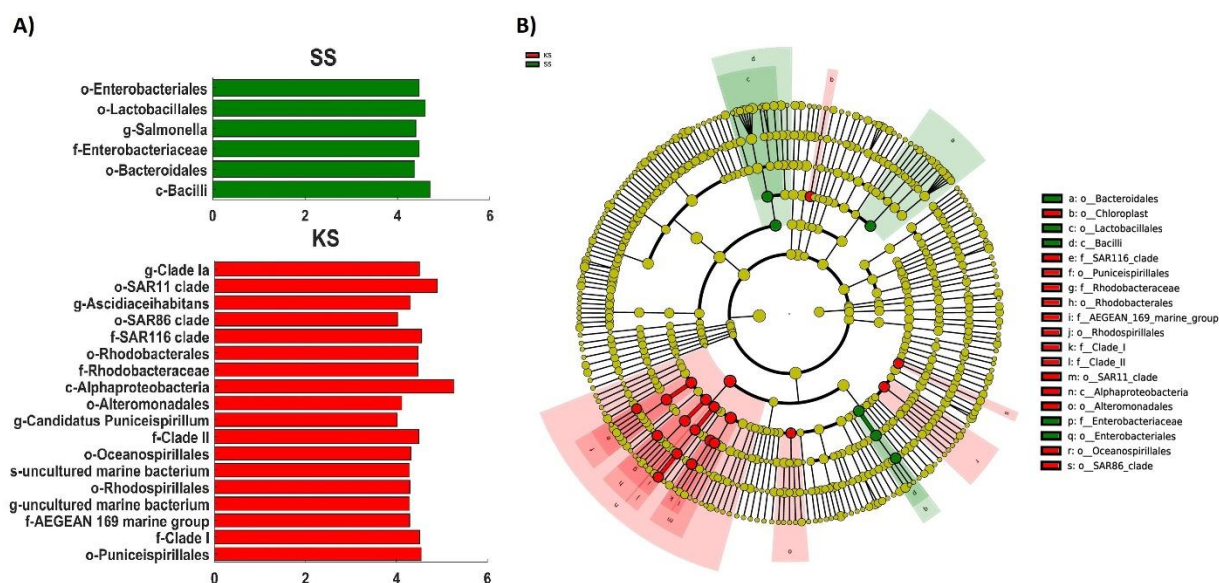 A)
SS
o-Enterobacteriales
o-Lactobacillales
g-Salmonella
f-Enterobacteriaceae
o-Bacteroidales
c-Bacilli
0 2 4 6
KS
g-Clade Ia
o-SAR11 clade
g-Ascidiaceihabitans
o-SAR86 clade
f-SAR116 clade
o-Rhodobacterales
f-Rhodobacteraceae
c-Alphaproteobacteria
o-Alteromonadales
g-Candidatus Puniceispirillum
f-Clade II
o-Oceanospirillales
s-uncultured marine bacterium
o-Rhodospirillales
g-uncultured marine bacterium
f-AEGEAN 169 marine group
f-Clade I
o-Puniceispirillales
0 2 4 6
B)
KS
SS
d
c
b
a
s
r
p
q
o
n
m
a: o__Bacteroidales
b: o__Chloroplast
c: o__Lactobacillales
d: c__Bacilli
e: f__SAR116_clade
f: o__Puniceispirillales
g: f__Rhodobacteraceae
h: o__Rhodobacterales
i: f__AEGEAN_169_marine_group
j: o__Rhodospirillales
k: f__Clade_I
l: f__Clade_II
m: o__SAR11_clade
n: c__Alphaproteobacteria
o: o__Alteromonadales
p: f__Enterobacteriaceae
q: o__Enterobacteriales
r: o__Oceanospirillales
s: o__SAR86_clade